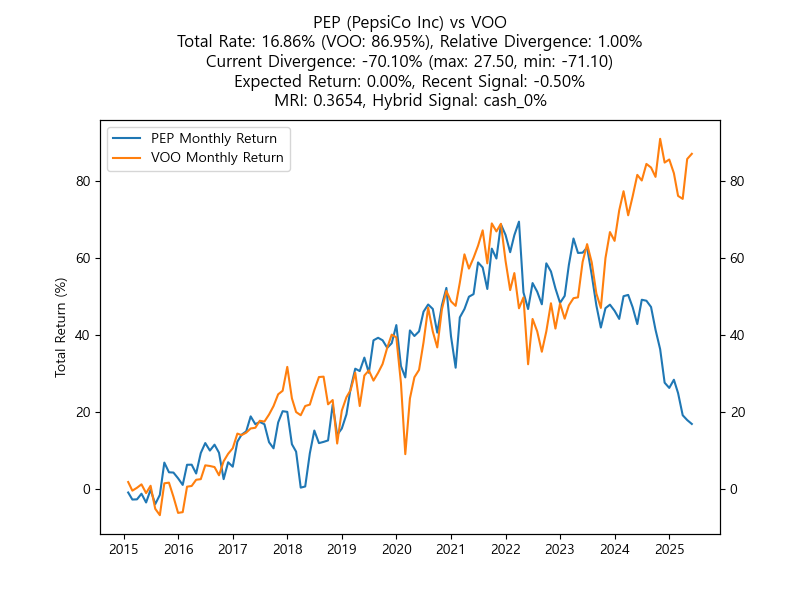 PEP (PepsiCo Inc) vs VOO
Total Rate: 16.86% (VOO: 86.95%), Relative Divergence: 1.00%
Current Divergence: -70.10% (max: 27.50, min: -71.10)
Expected Return: 0.00%, Recent Signal: -0.50%
MRI: 0.3654, Hybrid Signal: cash_0%
PEP Monthly Return
VOO Monthly Return
Total Return (%)
80 80
60 60
40 40
20 20
0 0
2015 2016 2017 2018 2019 2020 2021 2022 2023 2024 2025